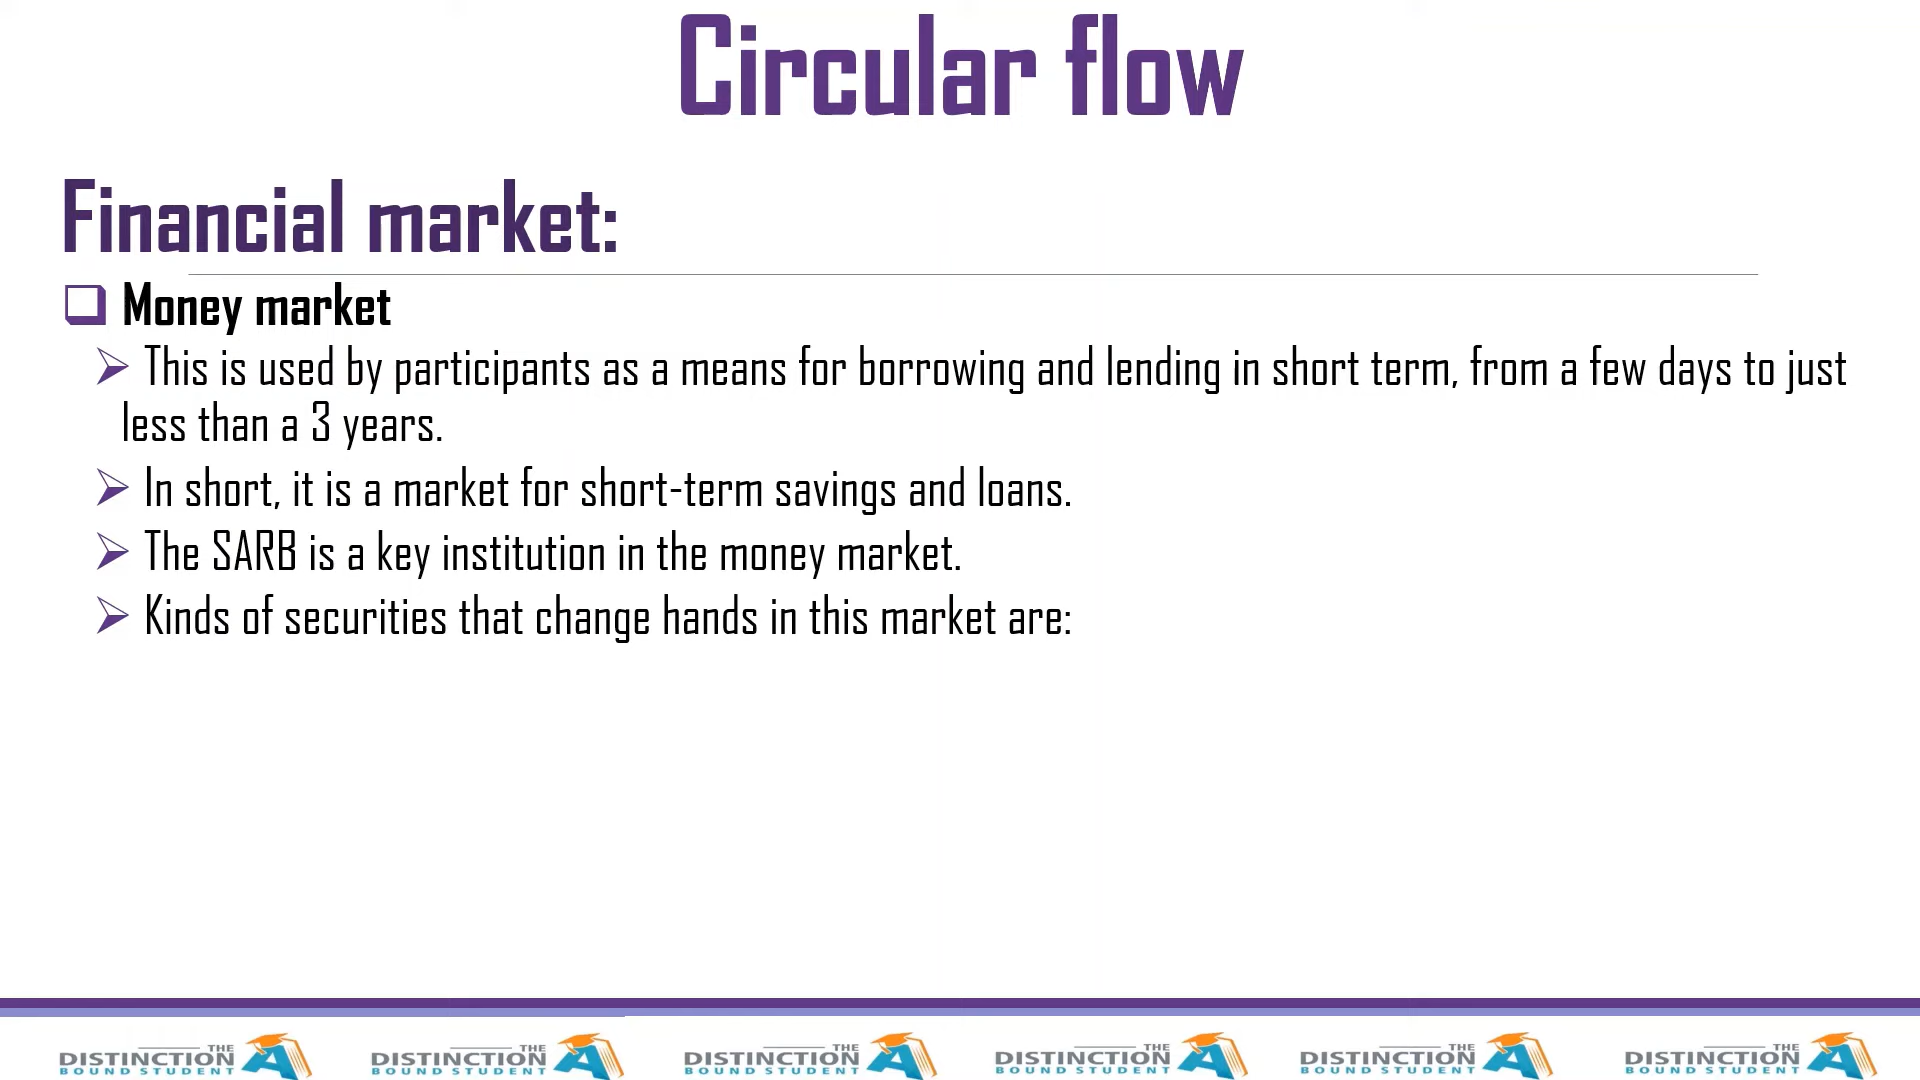 Circular flow
Financial market:
Money market
This is used by participants as a means for borrowing and lending in short term, from a few days to just
less than a 3 years.
In short, it is a market for short-term savings and loans.
The SARB is a key institution in the money market.
Kinds of securities that change hands in this market are:
THE DISTINCTION BOUND STUDENT
THE DISTINCTION BOUND STUDENT
THE DISTINCTION BOUND STUDENT
THE DISTINCTION BOUND STUDENT
THE DISTINCTION BOUND STUDENT
THE DISTINCTION BOUND STUDENT